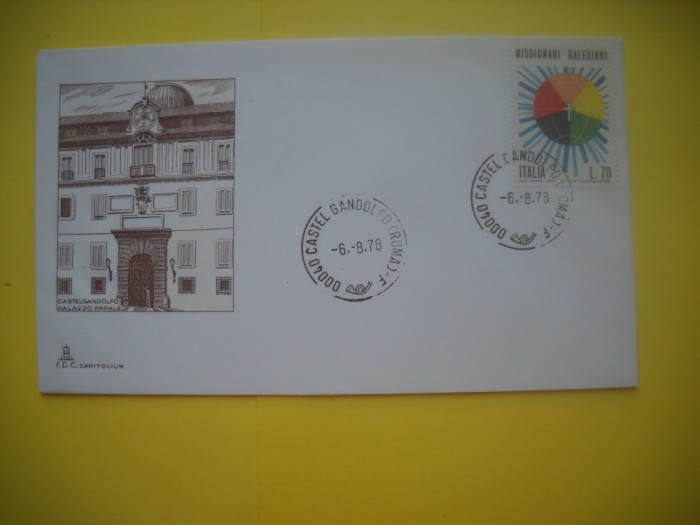 MISSIONARI SALESIANI
ITALIA L.70
00040 CASTEL GANDOLFO (ROMA) - F
-6.-8.78
00040 CASTEL GANDOLFO (ROMA) - F
-6.-8.78
CASTELGANDOLFO
PALAZZO PAPALE
F.D.C. CAPITOLIUM